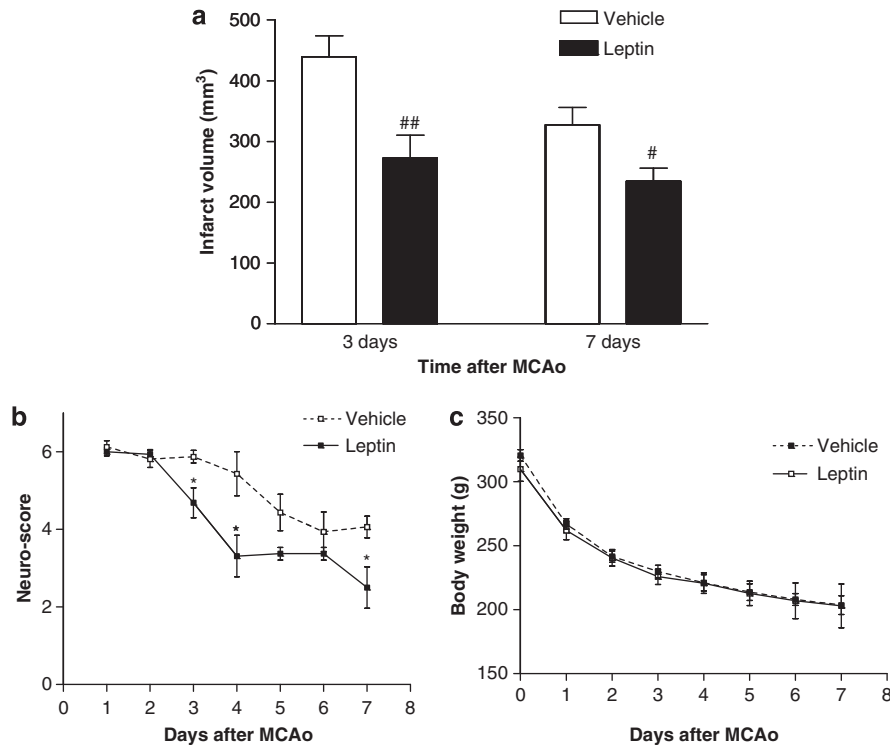 a
Vehicle
Leptin
Infarct volume (mm³)
500
400
300
200
100
0
##
#
3 days
7 days
Time after MCAo
b
Vehicle
Leptin
Neuro-score
6
4
2
6
*
*
*
0 1 2 3 4 5 6 7 8
Days after MCAo
c
Vehicle
Leptin
Body weight (g)
350
300
250
200
150
0 1 2 3 4 5 6 7 8
Days after MCAo